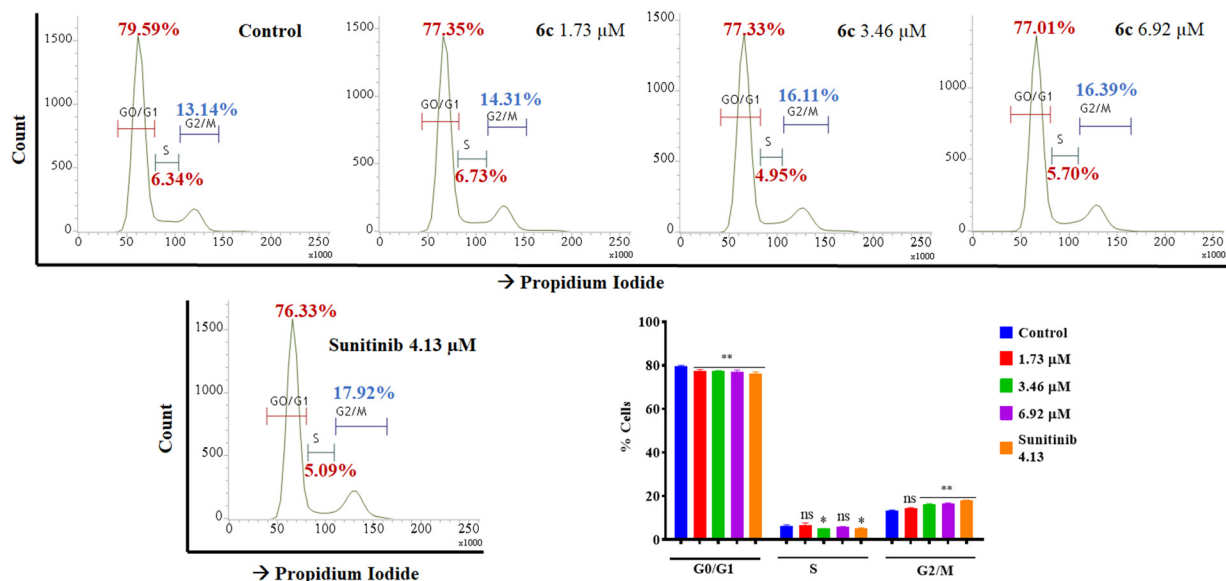 79.59%
Control
1500
1000
500
0
GO/G1
13.14%
G2/M
S
6.34%
0 50 100 150 200 250
x1000
77.35%
6c 1.73 µM
1500
1000
500
0
GO/G1
14.31%
G2/M
S
6.73%
0 50 100 150 200 250
x1000
77.33%
6c 3.46 µM
1500
1000
500
0
GO/G1
16.11%
G2/M
S
4.95%
0 50 100 150 200 250
x1000
77.01%
6c 6.92 µM
1000
500
0
GO/G1
16.39%
G2/M
S
5.70%
0 50 100 150 200 250
x1000
Count
→ Propidium Iodide
76.33%
Sunitinib 4.13 µM
1500
1000
500
0
GO/G1
17.92%
G2/M
S
5.09%
0 50 100 150 200 250
x1000
Count
→ Propidium Iodide
% Cells
100
80
60
40
20
0
**
ns * ns *
ns **
G0/G1 S G2/M
Control
1.73 µM
3.46 µM
6.92 µM
Sunitinib
4.13